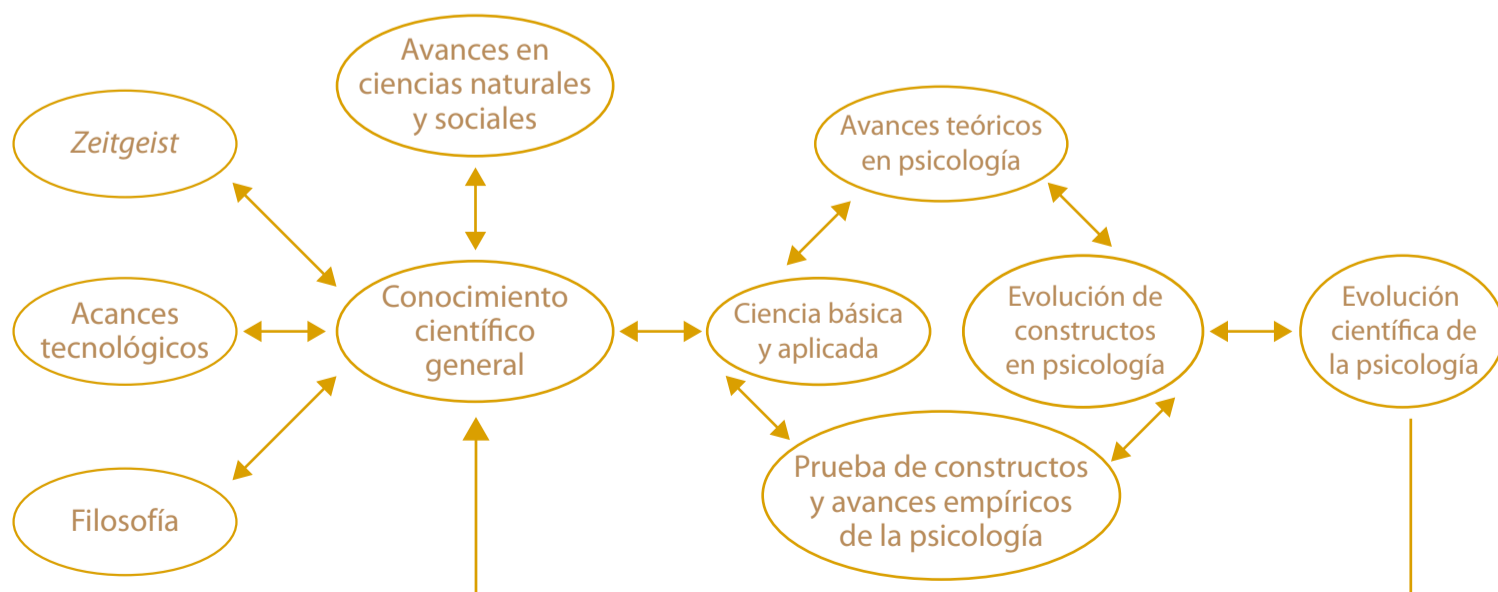 Avances en
ciencias naturales
y sociales
Zeitgeist
Avances teóricos
en psicología
Acances
tecnológicos
Conocimiento
científico
general
Ciencia básica
y aplicada
Evolución de
constructos
en psicología
Evolución
científica de
la psicología
Filosofía
Prueba de constructos
y avances empíricos
de la psicología